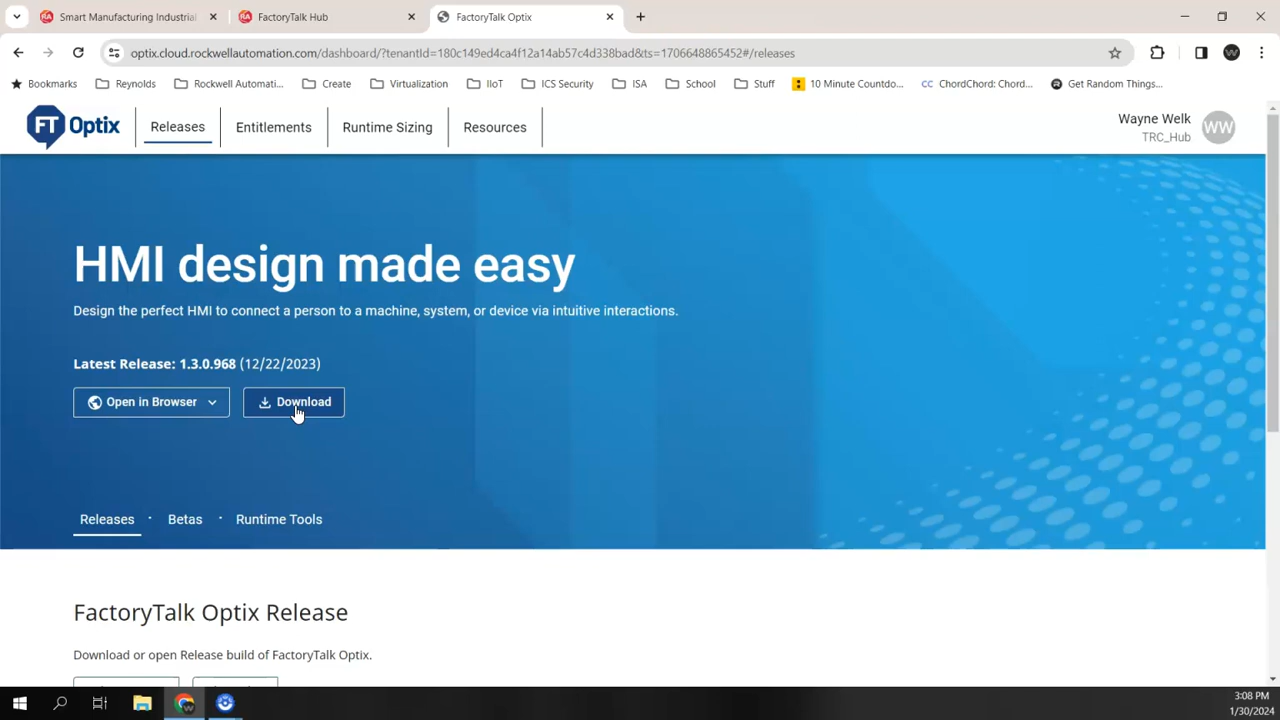 Smart Manufacturing Industrial
FactoryTalk Hub
FactoryTalk Optix
optix.cloud.rockwellautomation.com/dashboard/?tenantId=180c149ed4ca4f12a14ab57c4d338bad&ts=1706648865452#/releases
Bookmarks
Reynolds
Rockwell Automati...
Create
Virtualization
IIoT
ICS Security
ISA
School
Stuff
10 Minute Countdo...
CC ChordChord: Chord...
Get Random Things...
FT Optix
Releases
Entitlements
Runtime Sizing
Resources
Wayne Welk
TRC_Hub
WW
HMI design made easy
Design the perfect HMI to connect a person to a machine, system, or device via intuitive interactions.
Latest Release: 1.3.0.968 (12/22/2023)
Open in Browser
Download
Releases · Betas · Runtime Tools
FactoryTalk Optix Release
Download or open Release build of FactoryTalk Optix.
3:08 PM
1/30/2024